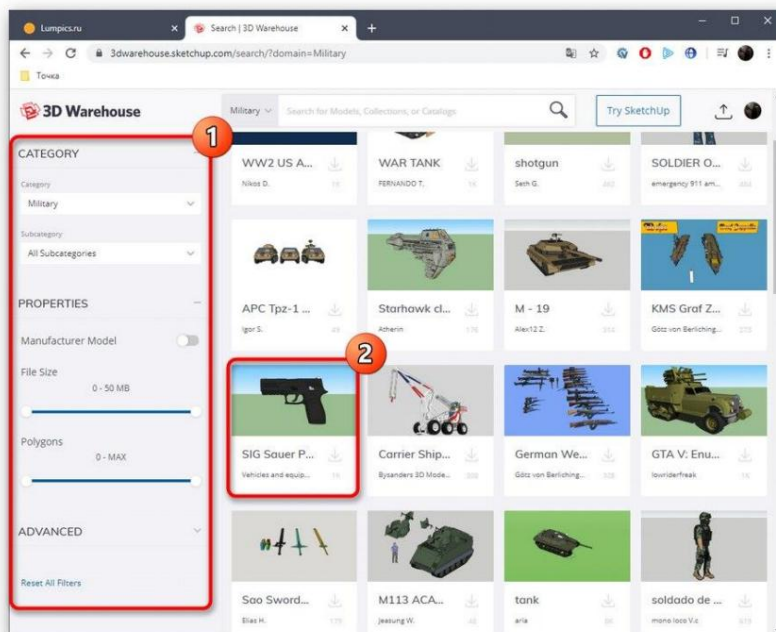 Lumpics.ru
Search | 3D Warehouse
3dwarehouse.sketchup.com/search/?domain=Military
Точка
3D Warehouse
Military
Search for Models, Collections, or Catalogs
Try SketchUp
1
CATEGORY
Category
Military
Subcategory
All Subcategories
PROPERTIES
Manufacturer Model
File Size
0 - 50 MB
Polygons
0 - MAX
ADVANCED
Reset All Filters
WW2 US A...
Nikos D.
WAR TANK
FERNANDO T.
shotgun
Seth G.
SOLDIER O...
emergency 911 am...
APC Tpz-1 ...
Igor S.
Starhawk cl...
Atherin
176
M - 19
Alex12 Z.
KMS Graf Z...
Götz von Berliching...
2
SIG Sauer P...
Vehicles and equip...
Carrier Ship...
Bysanders 3D Mode...
German We...
Götz von Berliching...
GTA V: Enu...
lowriderfreak
Sao Sword...
Elias H.
M113 ACA...
Jeasung W.
tank
aria
soldado de ...
mono loco V.c